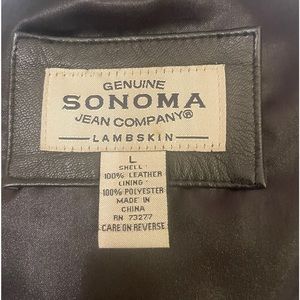 GENUINE
SONOMA
JEAN COMPANY®
LAMBSKIN
L
SHELL:
100% LEATHER
LINING:
100% POLYESTER
MADE IN
CHINA
RN 73277
CARE ON REVERSE